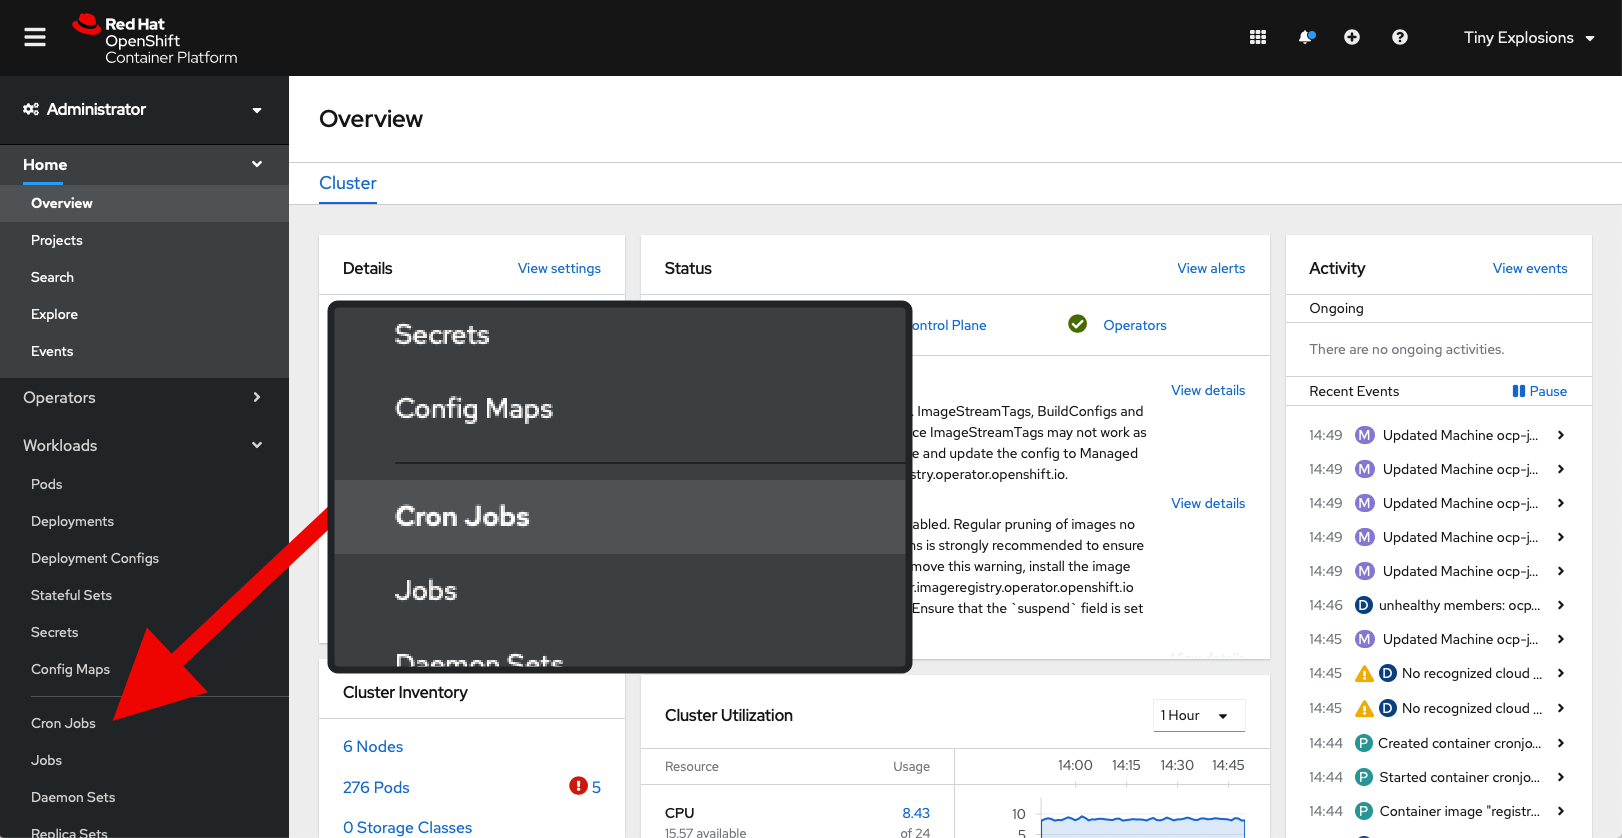 Red Hat
OpenShift
Container Platform
Tiny Explosions
Administrator
Home
Overview
Projects
Search
Explore
Events
Operators
Workloads
Pods
Deployments
Deployment Configs
Stateful Sets
Secrets
Config Maps
Cron Jobs
Jobs
Daemon Sets
Replica Sets
Overview
Cluster
Details
View settings
Secrets
Config Maps
Cron Jobs
Jobs
Daemon Sets
Cluster Inventory
6 Nodes
276 Pods
5
0 Storage Classes
Status
View alerts
ontrol Plane
Operators
View details
. ImageStreamTags, BuildConfigs and
ce ImageStreamTags may not work as
e and update the config to Managed
stry.operator.openshift.io.
View details
abled. Regular pruning of images no
ns is strongly recommended to ensure
move this warning, install the image
r.imageregistry.operator.openshift.io
Ensure that the `suspend` field is set
View details
Cluster Utilization
1 Hour
Resource Usage 14:00 14:15 14:30 14:45
CPU 8.43 10
15.57 available of 24 5
Activity
View events
Ongoing
There are no ongoing activities.
Recent Events
Pause
14:49 M Updated Machine ocp-j...
14:49 M Updated Machine ocp-j...
14:49 M Updated Machine ocp-j...
14:49 M Updated Machine ocp-j...
14:49 M Updated Machine ocp-j...
14:46 D unhealthy members: ocp...
14:45 M Updated Machine ocp-j...
14:45 D No recognized cloud ...
14:45 D No recognized cloud ...
14:44 P Created container cronjo...
14:44 P Started container cronjo...
14:44 P Container image "registr...